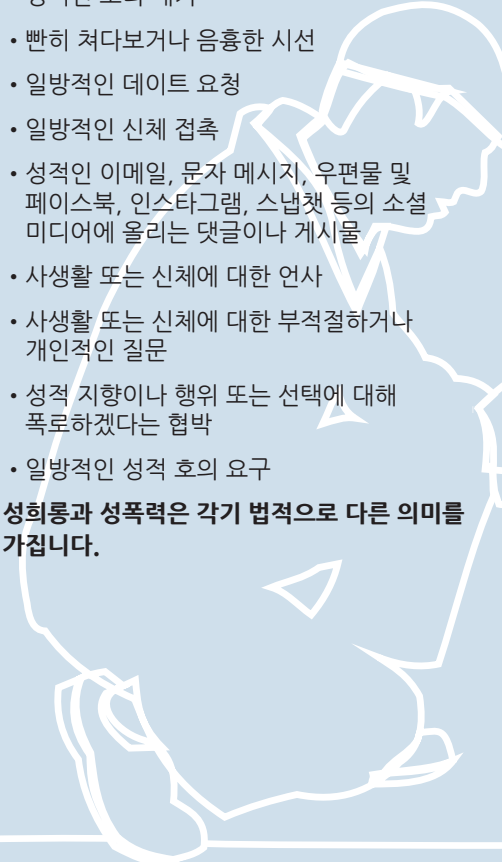 • 빤히 쳐다보거나 음흉한 시선
• 일방적인 데이트 요청
• 일방적인 신체 접촉
• 성적인 이메일, 문자 메시지, 우편물 및
페이스북, 인스타그램, 스냅챗 등의 소셜
미디어에 올리는 댓글이나 게시물
• 사생활 또는 신체에 대한 언사
• 사생활 또는 신체에 대한 부적절하거나
개인적인 질문
• 성적 지향이나 행위 또는 선택에 대해
폭로하겠다는 협박
• 일방적인 성적 호의 요구
성희롱과 성폭력은 각기 법적으로 다른 의미를
가집니다.